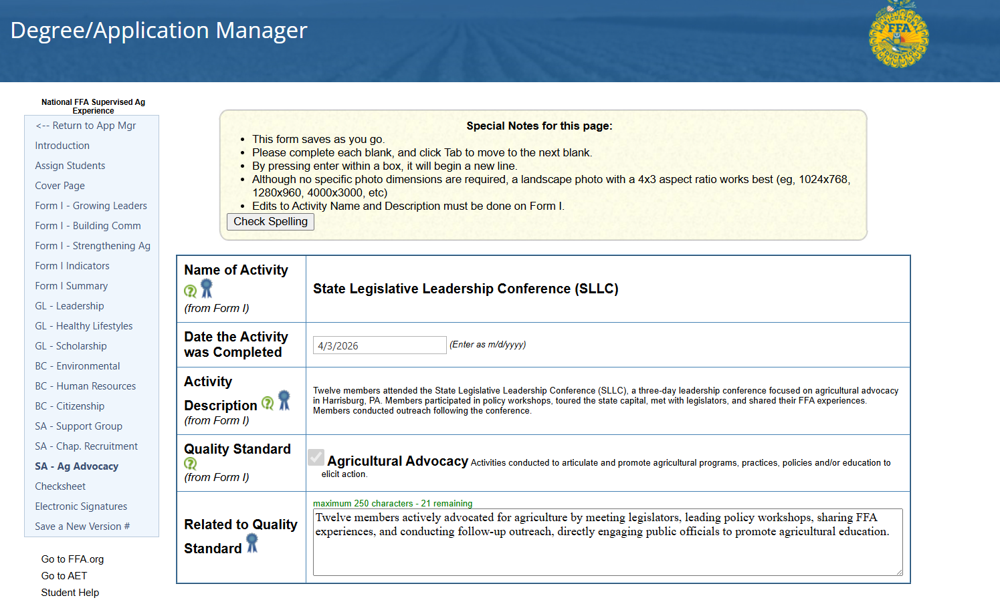 Degree/Application Manager
FFA
National FFA Supervised Ag
Experience
<-- Return to App Mgr
Introduction
Assign Students
Cover Page
Form I - Growing Leaders
Form I - Building Comm
Form I - Strengthening Ag
Form I Indicators
Form I Summary
GL - Leadership
GL - Healthy Lifestyles
GL - Scholarship
BC - Environmental
BC - Human Resources
BC - Citizenship
SA - Support Group
SA - Chap. Recruitment
SA - Ag Advocacy
Checksheet
Electronic Signatures
Save a New Version #
Go to FFA.org
Go to AET
Student Help
Special Notes for this page:
• This form saves as you go.
• Please complete each blank, and click Tab to move to the next blank.
• By pressing enter within a box, it will begin a new line.
• Although no specific photo dimensions are required, a landscape photo with a 4x3 aspect ratio works best (eg, 1024x768,
1280x960, 4000x3000, etc)
• Edits to Activity Name and Description must be done on Form I.
Check Spelling
Name of Activity
(from Form I)
State Legislative Leadership Conference (SLLC)
Date the Activity
was Completed
4/3/2026 (Enter as m/d/yyyy)
Activity
Description
(from Form I)
Twelve members attended the State Legislative Leadership Conference (SLLC), a three-day leadership conference focused on agricultural advocacy
in Harrisburg, PA. Members participated in policy workshops, toured the state capital, met with legislators, and shared their FFA experiences.
Members conducted outreach following the conference.
Quality Standard
(from Form I)
Agricultural Advocacy Activities conducted to articulate and promote agricultural programs, practices, policies and/or education to
elicit action.
Related to Quality
Standard
maximum 250 characters - 21 remaining
Twelve members actively advocated for agriculture by meeting legislators, leading policy workshops, sharing FFA
experiences, and conducting follow-up outreach, directly engaging public officials to promote agricultural education.